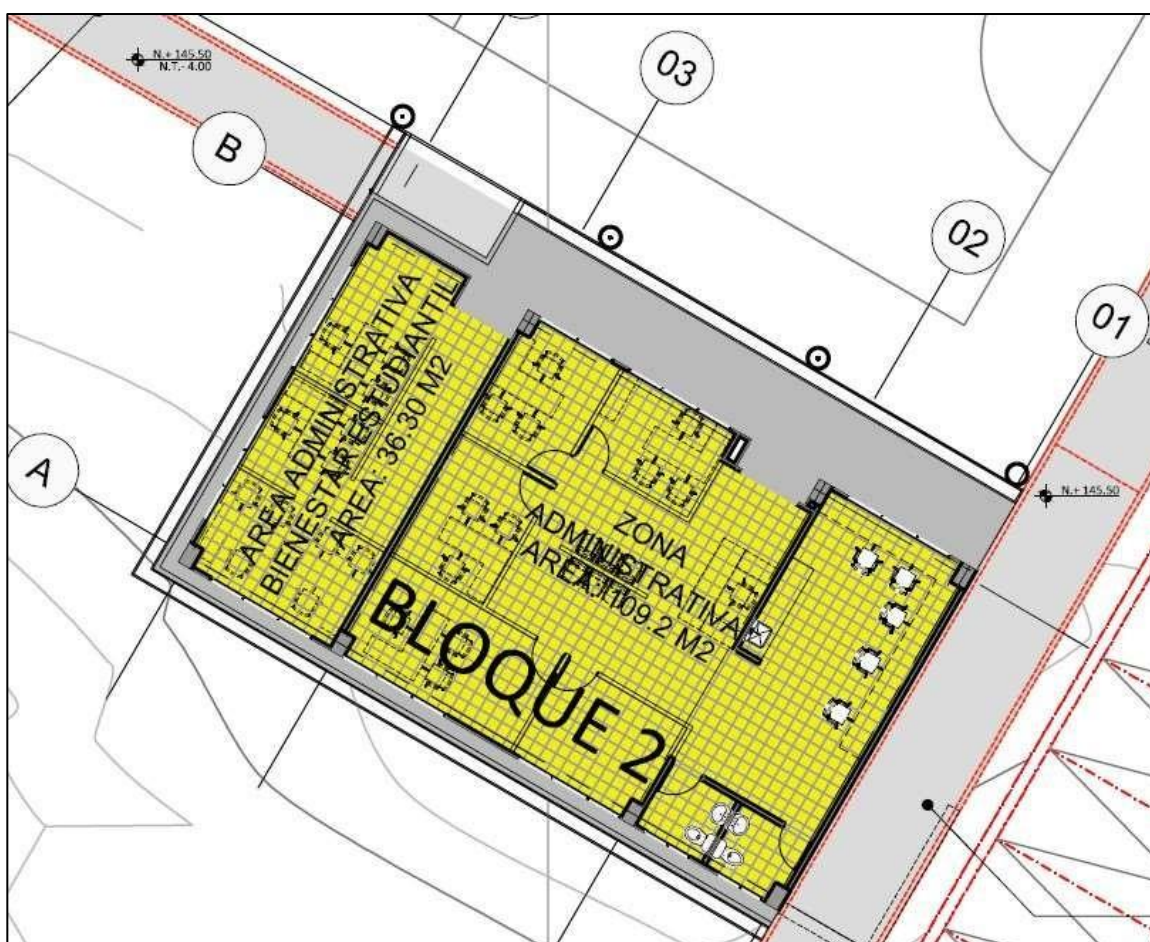 N.+ 145.50
N.T.- 4.00
03
B
02
01
A
N.+ 145.50
AREA ADMINISTRATIVA
BIENESTAR ESTUDIANTIL
AREA: 36.30 M2
ZONA
ADMINISTRATIVA
109.2 M2
BLOQUE 2